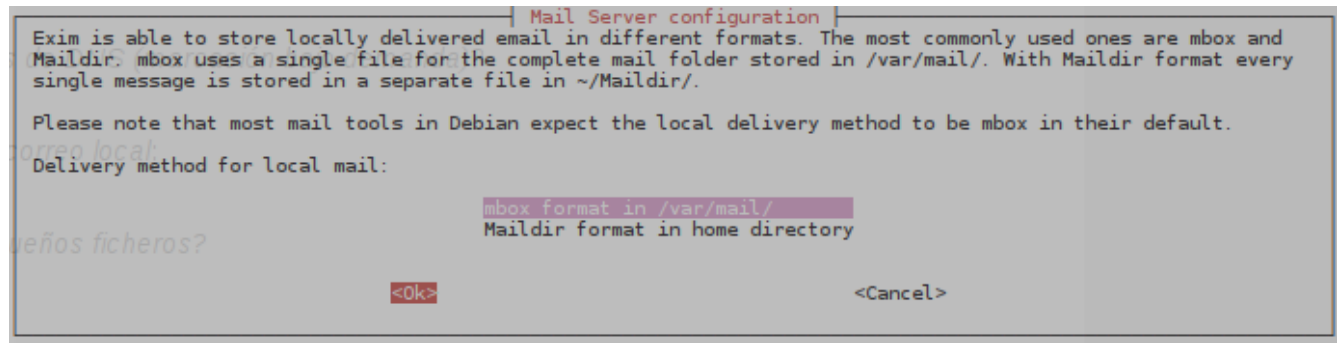 Mail Server configuration
Exim is able to store locally delivered email in different formats. The most commonly used ones are mbox and
Maildir. mbox uses a single file for the complete mail folder stored in /var/mail/. With Maildir format every
single message is stored in a separate file in ~/Maildir/.
Please note that most mail tools in Debian expect the local delivery method to be mbox in their default.
correo local:
Delivery method for local mail:
mbox format in /var/mail/
Maildir format in home directory
ueños ficheros?
<Ok> <Cancel>